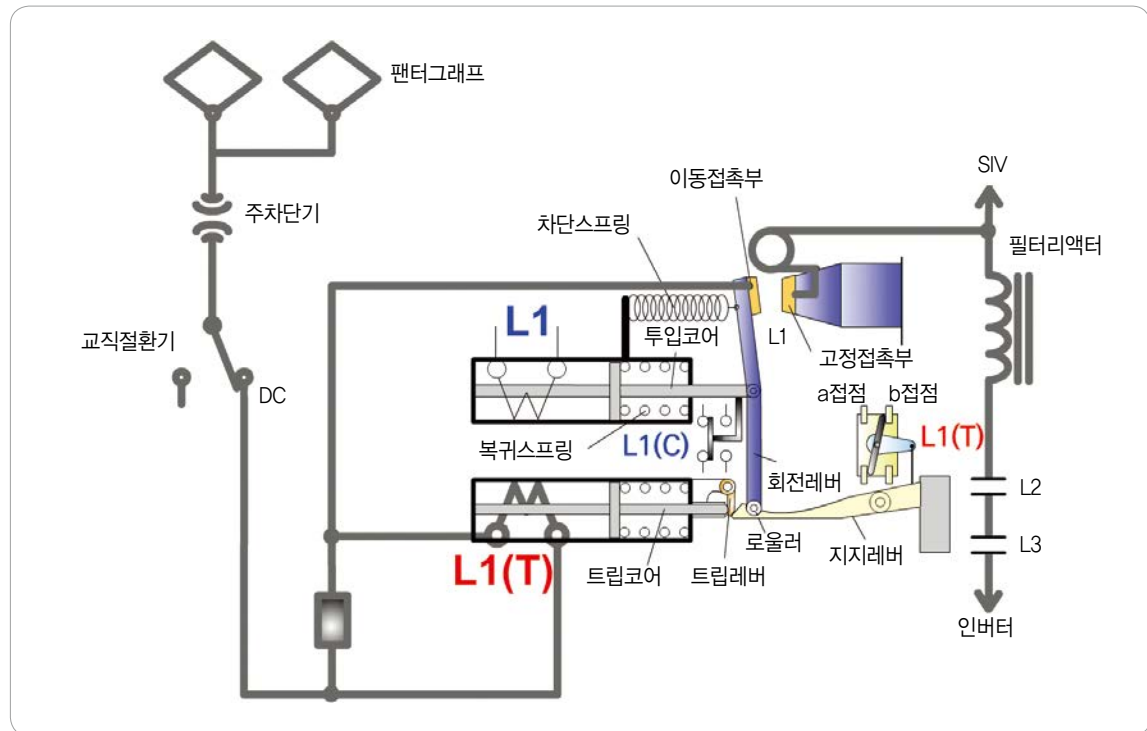 팬터그래프
주차단기
교직절환기
DC
이동접촉부
차단스프링
SIV
필터리액터
L1
투입코어
L1
고정접촉부
a접점
b접점
복귀스프링
L1(C)
L1(T)
회전레버
L2
L1(T)
트립코어
트립레버
로울러
지지레버
L3
인버터